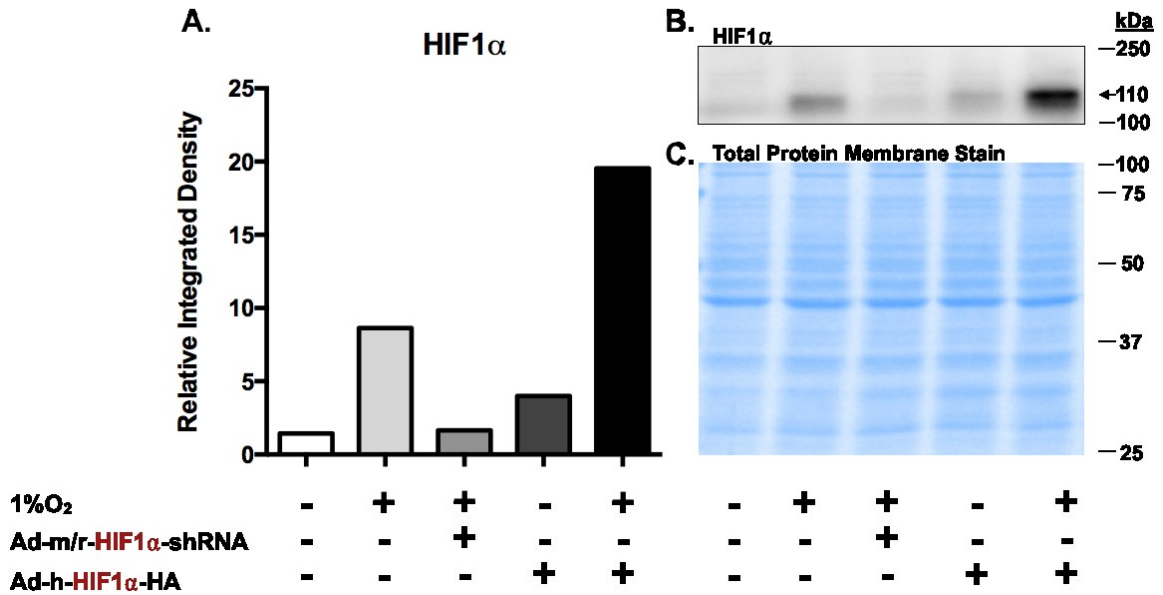 A.
HIF1α
Relative Integrated Density
25
20
15
10
5
0
B.
HIF1α
kDa
250
110
100
C.
Total Protein Membrane Stain
100
75
50
37
25
1%O₂ - + + - + - + + - +
Ad-m/r-HIF1α-shRNA - - + - - - - + - -
Ad-h-HIF1α-HA - - - + + - - - + +